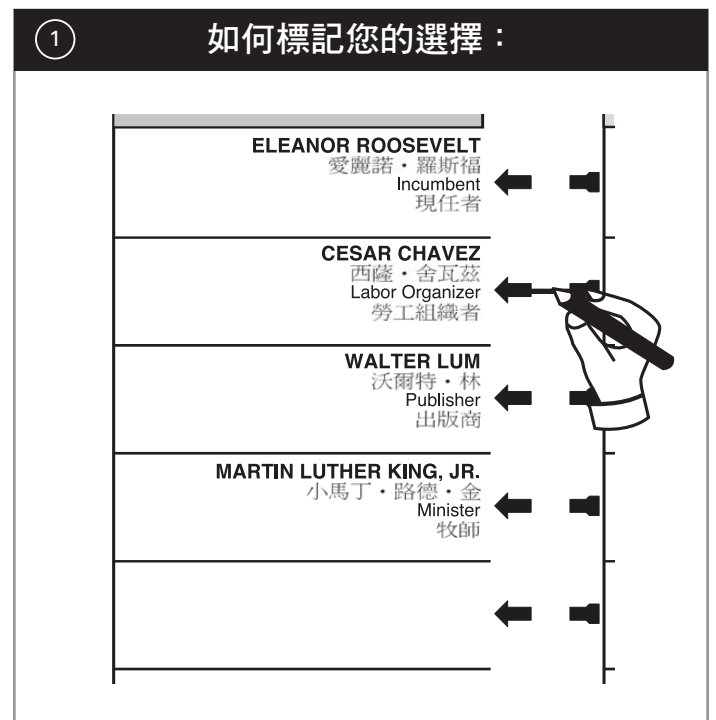 1
如何標記您的選擇：
ELEANOR ROOSEVELT
愛麗諾・羅斯福
Incumbent
現任者
CESAR CHAVEZ
西薩・舍瓦茲
Labor Organizer
勞工組織者
WALTER LUM
沃爾特・林
Publisher
出版商
MARTIN LUTHER KING, JR.
小馬丁・路德・金
Minister
牧師